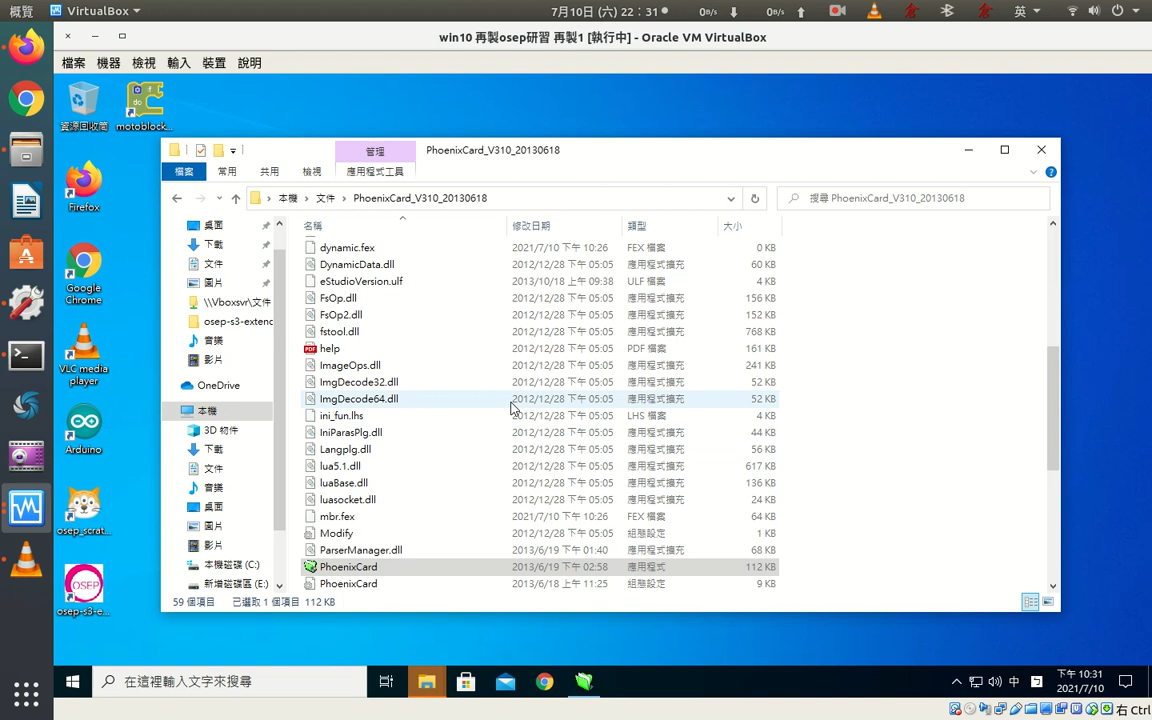 概覽 VirtualBox 7月10日 (六) 22：31 0B/s 0B/s 英
win10 再製osep研習 再製1 [執行中] - Oracle VM VirtualBox
檔案 機器 檢視 輸入 裝置 說明
資源回收筒
motoblock...
Firefox
Google Chrome
VLC media player
Arduino
osep_scrat...
OSEP
osep-s3-e...
管理 PhoenixCard_V310_20130618
檔案 常用 共用 檢視 應用程式工具
本機 文件 PhoenixCard_V310_20130618 搜尋 PhoenixCard_V310_20130618
桌面
下載
文件
圖片
\\Vboxsvr\文件
osep-s3-extend
音樂
影片
OneDrive
本機
3D 物件
下載
文件
音樂
桌面
圖片
影片
本機磁碟 (C:)
新增磁碟區 (E:)
名稱 修改日期 類型 大小
dynamic.fex 2021/7/10 下午 10:26 FEX 檔案 0 KB
DynamicData.dll 2012/12/28 下午 05:05 應用程式擴充 60 KB
eStudioVersion.ulf 2013/10/18 上午 09:38 ULF 檔案 4 KB
FsOp.dll 2012/12/28 下午 05:05 應用程式擴充 156 KB
FsOp2.dll 2012/12/28 下午 05:05 應用程式擴充 152 KB
fstool.dll 2012/12/28 下午 05:05 應用程式擴充 768 KB
help 2012/12/28 下午 05:05 PDF 檔案 161 KB
ImageOps.dll 2012/12/28 下午 05:05 應用程式擴充 241 KB
ImgDecode32.dll 2012/12/28 下午 05:05 應用程式擴充 52 KB
ImgDecode64.dll 2012/12/28 下午 05:05 應用程式擴充 52 KB
ini_fun.lhs 2012/12/28 下午 05:05 LHS 檔案 4 KB
IniParasPlg.dll 2012/12/28 下午 05:05 應用程式擴充 44 KB
Langplg.dll 2012/12/28 下午 05:05 應用程式擴充 56 KB
lua5.1.dll 2012/12/28 下午 05:05 應用程式擴充 617 KB
luaBase.dll 2012/12/28 下午 05:05 應用程式擴充 136 KB
luasocket.dll 2012/12/28 下午 05:05 應用程式擴充 24 KB
mbr.fex 2021/7/10 下午 10:26 FEX 檔案 64 KB
Modify 2012/12/28 下午 05:05 組態設定 1 KB
ParserManager.dll 2013/6/19 下午 01:40 應用程式擴充 68 KB
PhoenixCard 2013/6/19 下午 02:58 應用程式 112 KB
PhoenixCard 2013/6/18 上午 11:25 組態設定 9 KB
59 個項目 已選取 1 個項目 112 KB
在這裡輸入文字來搜尋 中 下午 10:31
2021/7/10
右 Ctrl